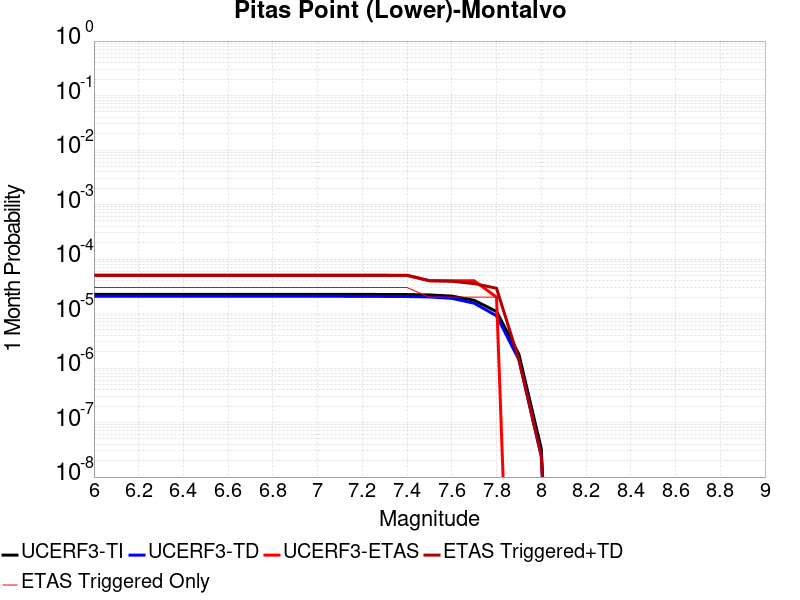 Pitas Point (Lower)-Montalvo
1 Month Probability
10^0
10^-1
10^-2
10^-3
10^-4
10^-5
10^-6
10^-7
10^-8
6 6.2 6.4 6.6 6.8 7 7.2 7.4 7.6 7.8 8 8.2 8.4 8.6 8.8 9
Magnitude
UCERF3-TI UCERF3-TD UCERF3-ETAS ETAS Triggered+TD
ETAS Triggered Only